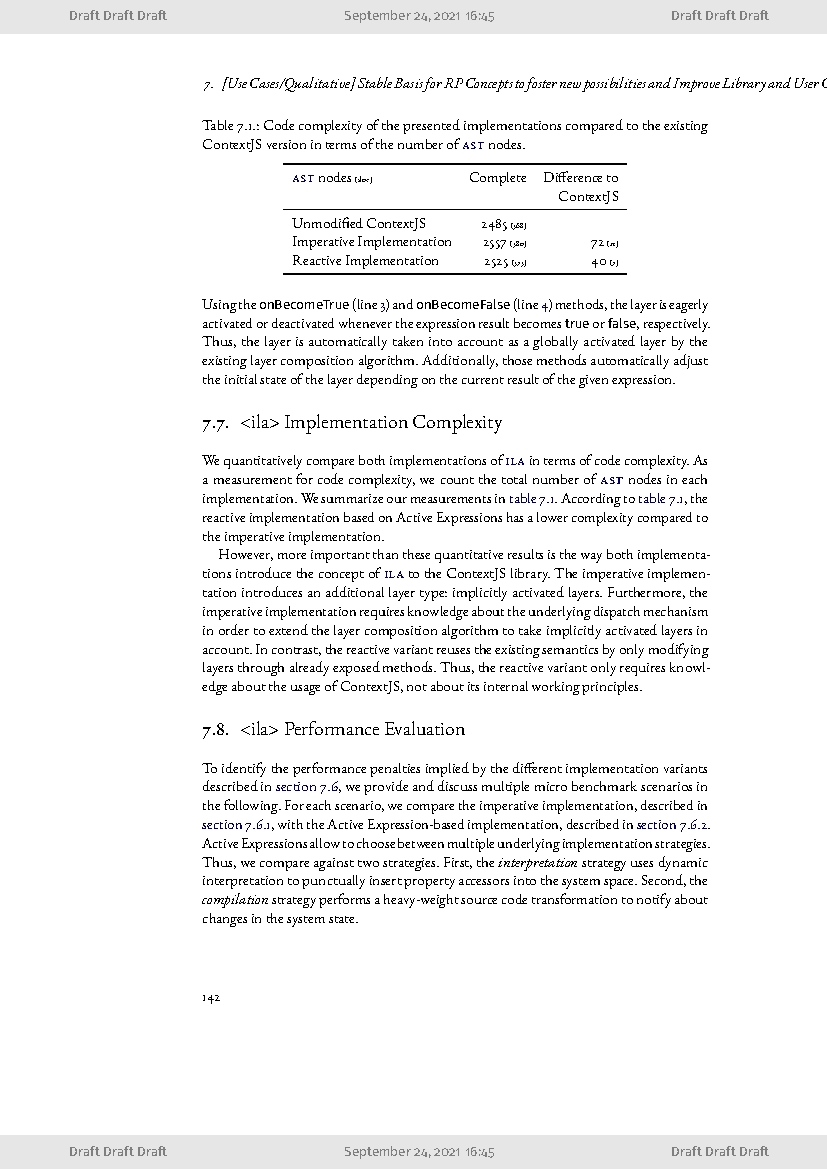 Draft Draft Draft September 24, 2021 16:45 Draft Draft Draft
7. [Use Cases/Qualitative] Stable Basis for RP Concepts to foster new possibilities and Improve Library and User
Table 7.1.: Code complexity of the presented implementations compared to the existing
ContextJS version in terms of the number of AST nodes.
AST nodes [sloc] Complete Difference to
ContextJS
Unmodified ContextJS 2485 [368]
Imperative Implementation 2557 [380] 72
Reactive Implementation 2525 40
Using the onBecomeTrue (line 3) and onBecomeFalse (line 4) methods, the layer is eagerly
activated or deactivated whenever the expression result becomes true or false, respectively.
Thus, the layer is automatically taken into account as a globally activated layer by the
existing layer composition algorithm. Additionally, those methods automatically adjust
the initial state of the layer depending on the current result of the given expression.
7.7. <ila> Implementation Complexity
We quantitatively compare both implementations of ILA in terms of code complexity. As
a measurement for code complexity, we count the total number of AST nodes in each
implementation. We summarize our measurements in table 7.1. According to table 7.1, the
reactive implementation based on Active Expressions has a lower complexity compared to
the imperative implementation.
However, more important than these quantitative results is the way both implementa-
tions introduce the concept of ILA to the ContextJS library. The imperative implemen-
tation introduces an additional layer type: implicitly activated layers. Furthermore, the
imperative implementation requires knowledge about the underlying dispatch mechanism
in order to extend the layer composition algorithm to take implicitly activated layers in
account. In contrast, the reactive variant reuses the existing semantics by only modifying
layers through already exposed methods. Thus, the reactive variant only requires knowl-
edge about the usage of ContextJS, not about its internal working principles.
7.8. <ila> Performance Evaluation
To identify the performance penalties implied by the different implementation variants
described in section 7.6, we provide and discuss multiple micro benchmark scenarios in
the following. For each scenario, we compare the imperative implementation, described in
section 7.6.1, with the Active Expression-based implementation, described in section 7.6.2.
Active Expressions allow to choose between multiple underlying implementation strategies.
Thus, we compare against two strategies. First, the interpretation strategy uses dynamic
interpretation to punctually insert property accessors into the system space. Second, the
compilation strategy performs a heavy-weight source code transformation to notify about
changes in the system state.
142
Draft Draft Draft September 24, 2021 16:45 Draft Draft Draft